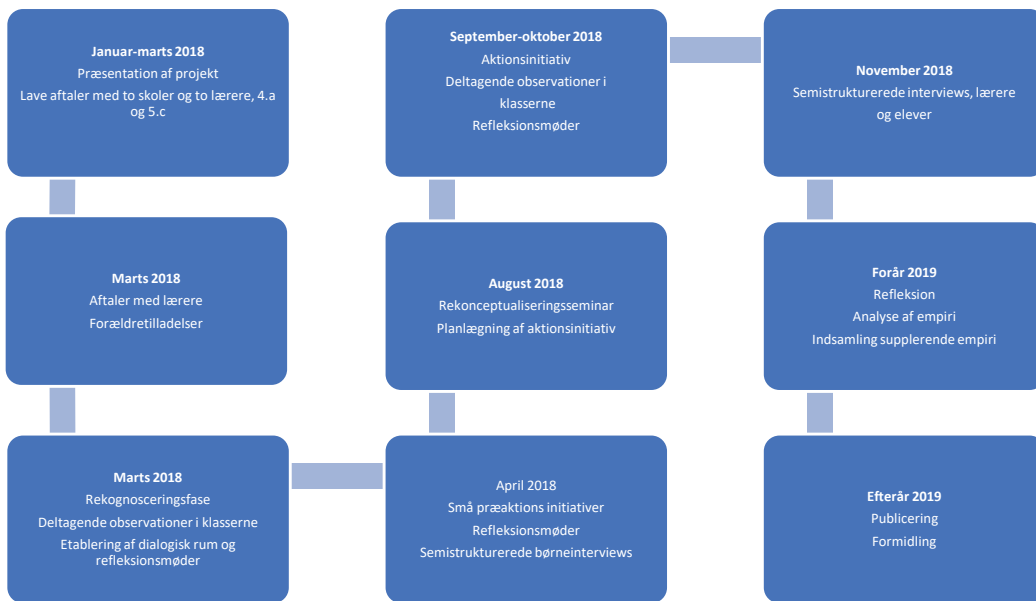 Januar-marts 2018
Præsentation af projekt
Lave aftaler med to skoler og to lærere, 4.a
og 5.c
Marts 2018
Aftaler med lærere
Forældretilladelser
Marts 2018
Rekognosceringsfase
Deltagende observationer i klasserne
Etablering af dialogisk rum og
refleksionsmøder
April 2018
Små præaktions initiativer
Refleksionsmøder
Semistrukturerede børneinterviews
August 2018
Rekonceptualiseringsseminar
Planlægning af aktionsinitiativ
September-oktober 2018
Aktionsinitiativ
Deltagende observationer i
klasserne
Refleksionsmøder
November 2018
Semistrukturerede interviews, lærere
og elever
Forår 2019
Refleksion
Analyse af empiri
Indsamling supplerende empiri
Efterår 2019
Publicering
Formidling